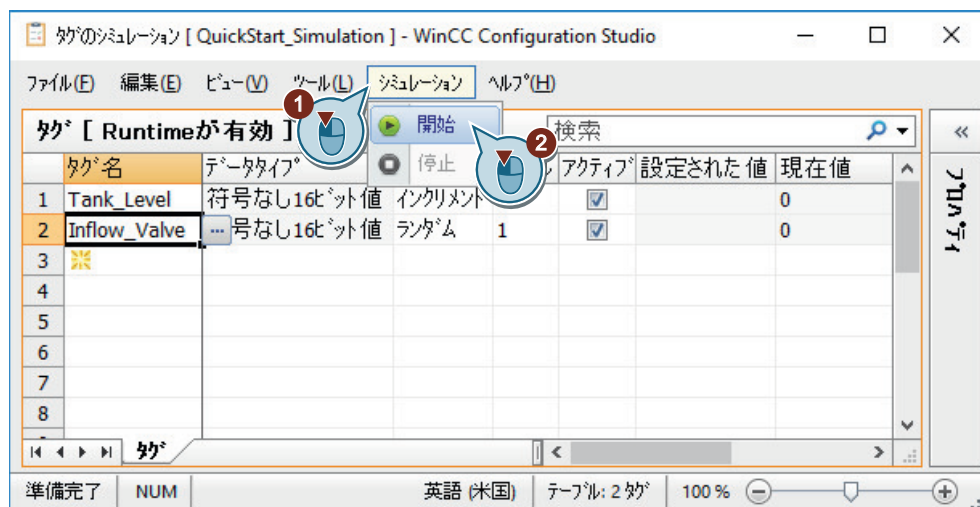 タグのシミュレーション [ QuickStart_Simulation ] - WinCC Configuration Studio
ファイル(F) 編集(E) ビュー(V) ツール(L) シミュレーション ヘルプ(H)
1
タグ [ Runtimeが有効 ] 開始 検索
2
タグ名 データタイプ 停止 アクティブ 設定された値 現在値
1 Tank_Level 符号なし16ビット値 インクリメント 0
2 Inflow_Valve ... 号なし16ビット値 ランダム 1 0
3
4
5
6
7
8
タグ
プロパティ
準備完了 NUM 英語 (米国) テーブル: 2 タグ 100 %